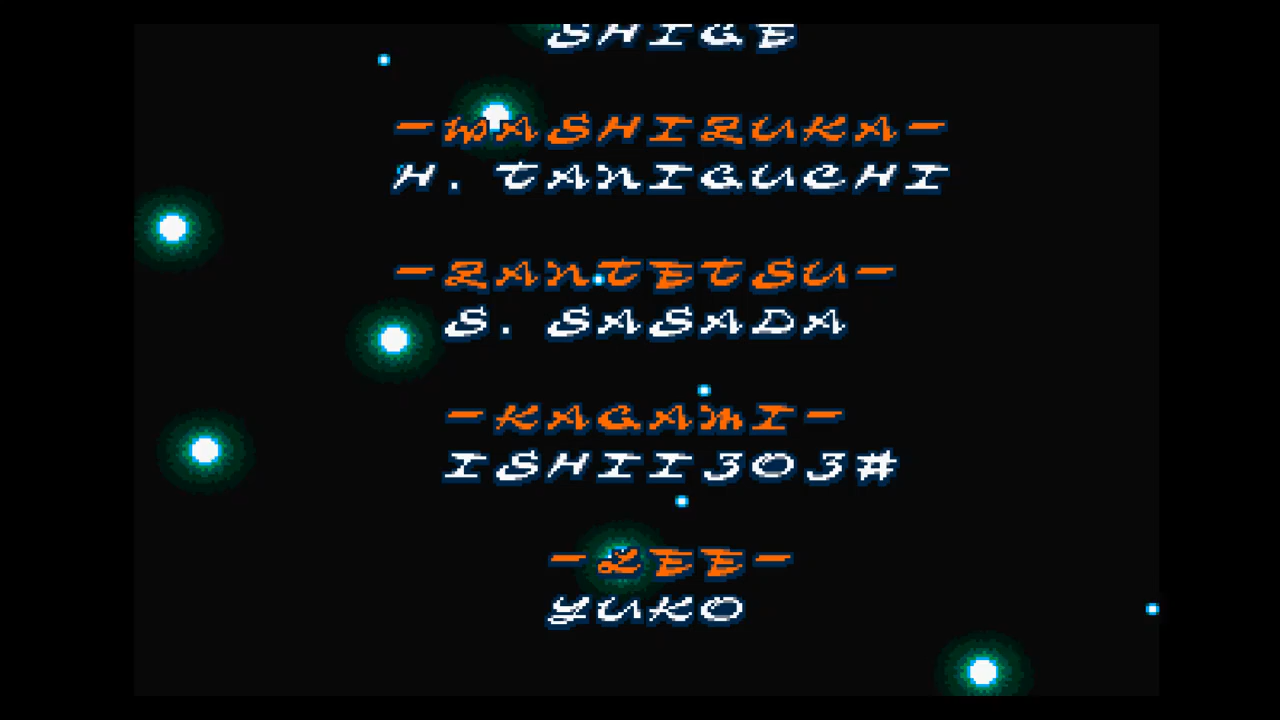 SHIGE
-WASHIZUKA-
H. TANIGUCHI
-ZANTETSU-
S. SASADA
-KAGAMI-
ISHII303#
-LEE-
YUKO